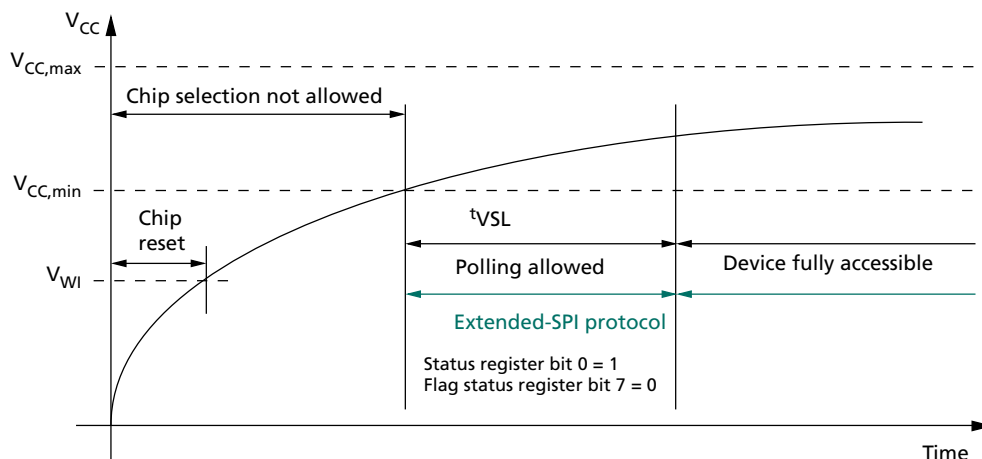 VCC
VCC,max
Chip selection not allowed
VCC,min
Chip
reset
tVSL
VWI
Polling allowed
Device fully accessible
Extended-SPI protocol
Status register bit 0 = 1
Flag status register bit 7 = 0
Time